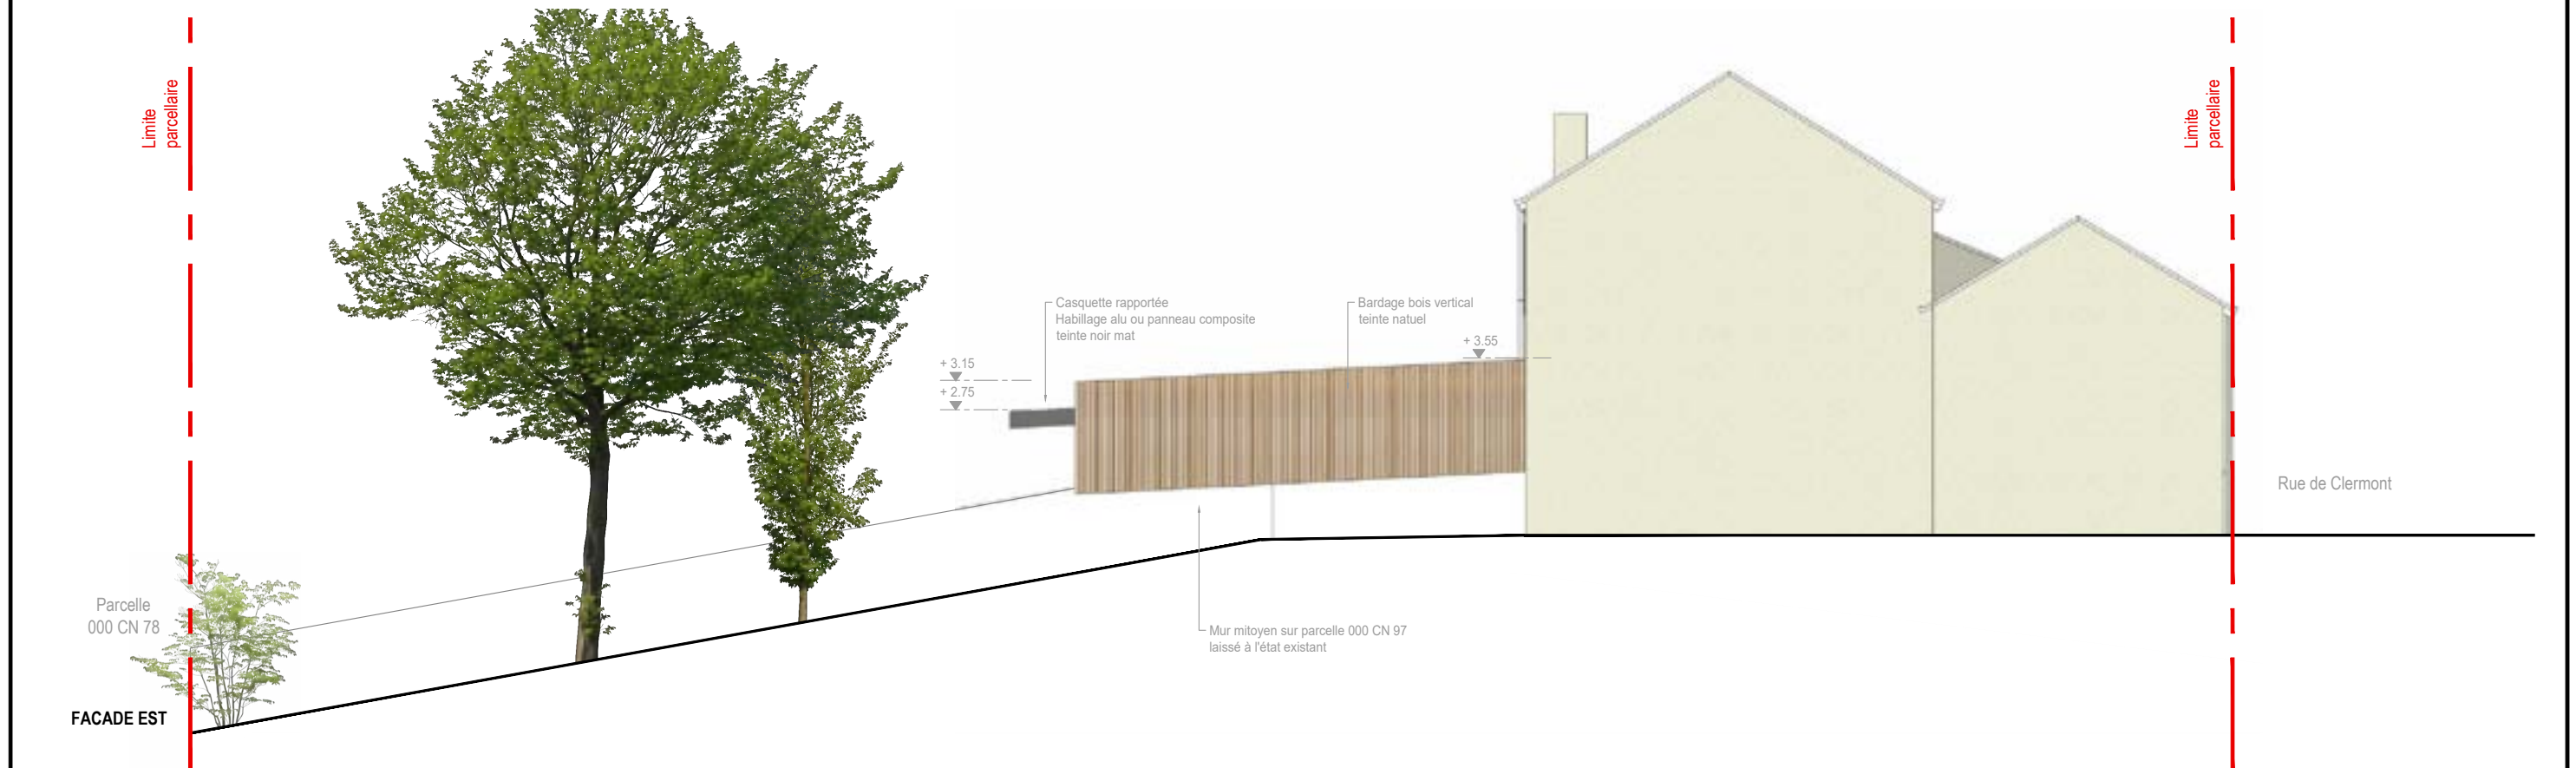 Limite
parcellaire
Limite
parcellaire
Casquette rapportée
Habillage alu ou panneau composite
teinte noir mat
Bardage bois vertical
teinte natuel
+ 3.55
+ 3.15
+ 2.75
Rue de Clermont
Parcelle
000 CN 78
Mur mitoyen sur parcelle 000 CN 97
laissé à l'état existant
FACADE EST